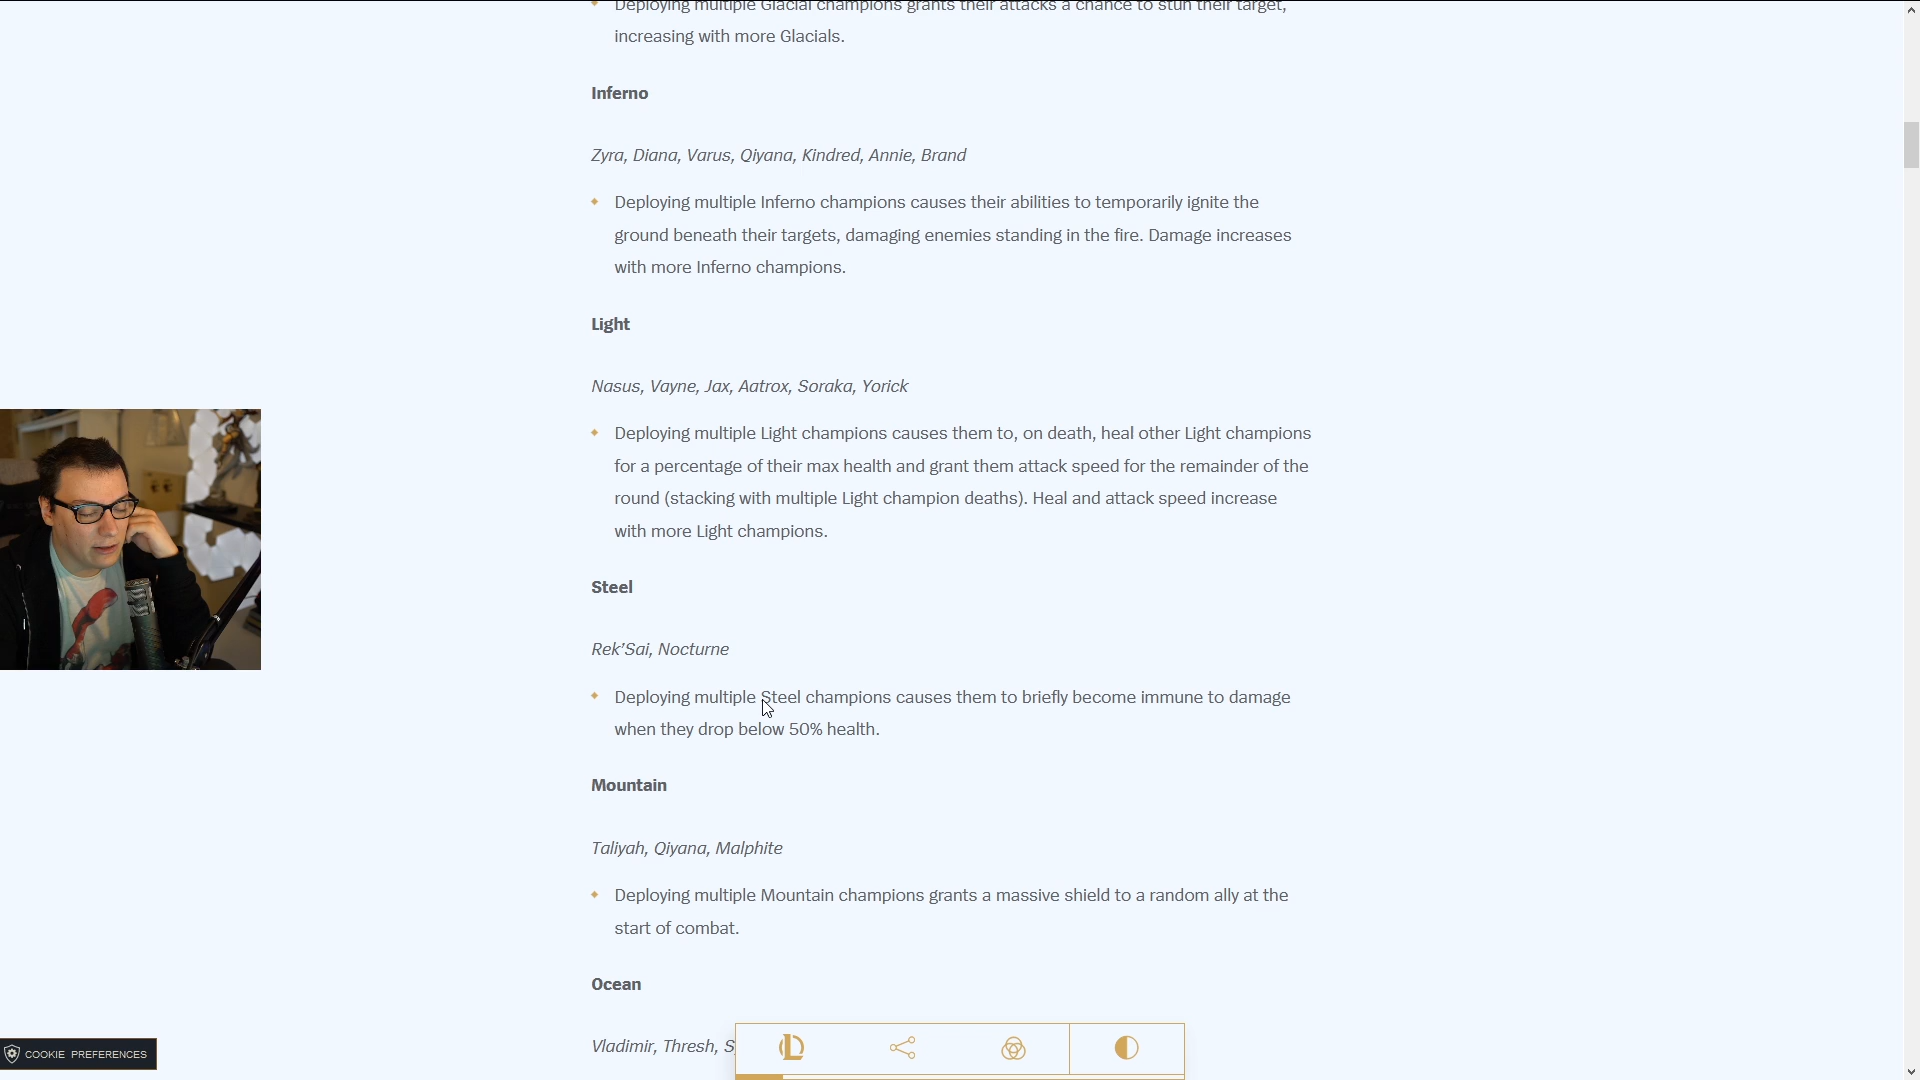 Deploying multiple Glacial champions grants their attacks a chance to stun their target,
increasing with more Glacials.
Inferno
Zyra, Diana, Varus, Qiyana, Kindred, Annie, Brand
Deploying multiple Inferno champions causes their abilities to temporarily ignite the
ground beneath their targets, damaging enemies standing in the fire. Damage increases
with more Inferno champions.
Light
Nasus, Vayne, Jax, Aatrox, Soraka, Yorick
Deploying multiple Light champions causes them to, on death, heal other Light champions
for a percentage of their max health and grant them attack speed for the remainder of the
round (stacking with multiple Light champion deaths). Heal and attack speed increase
with more Light champions.
Steel
Rek’Sai, Nocturne
Deploying multiple Steel champions causes them to briefly become immune to damage
when they drop below 50% health.
Mountain
Taliyah, Qiyana, Malphite
Deploying multiple Mountain champions grants a massive shield to a random ally at the
start of combat.
Ocean
Vladimir, Thresh,
COOKIE PREFERENCES